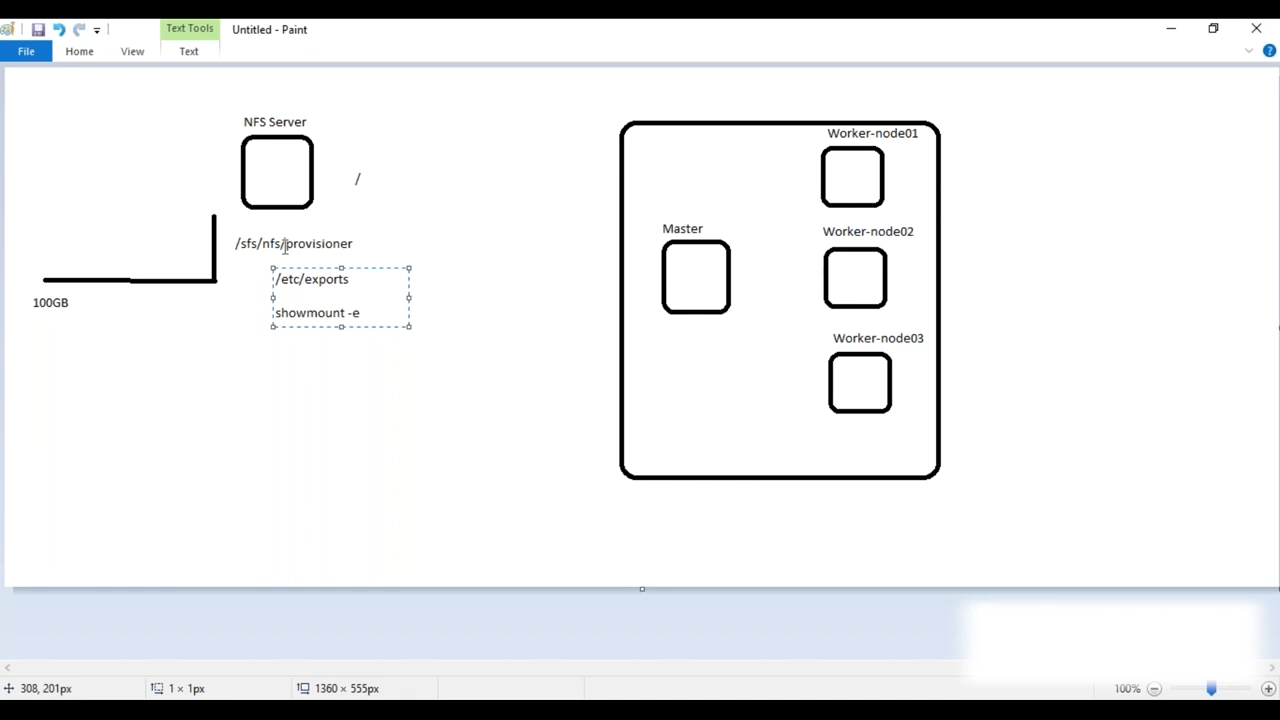 Text Tools
Untitled - Paint
File
Home
View
Text
NFS Server
/
/sfs/nfs/provisioner
/etc/exports
showmount -e
100GB
Worker-node01
Master
Worker-node02
Worker-node03
308, 201px
1 × 1px
1360 × 555px
100%